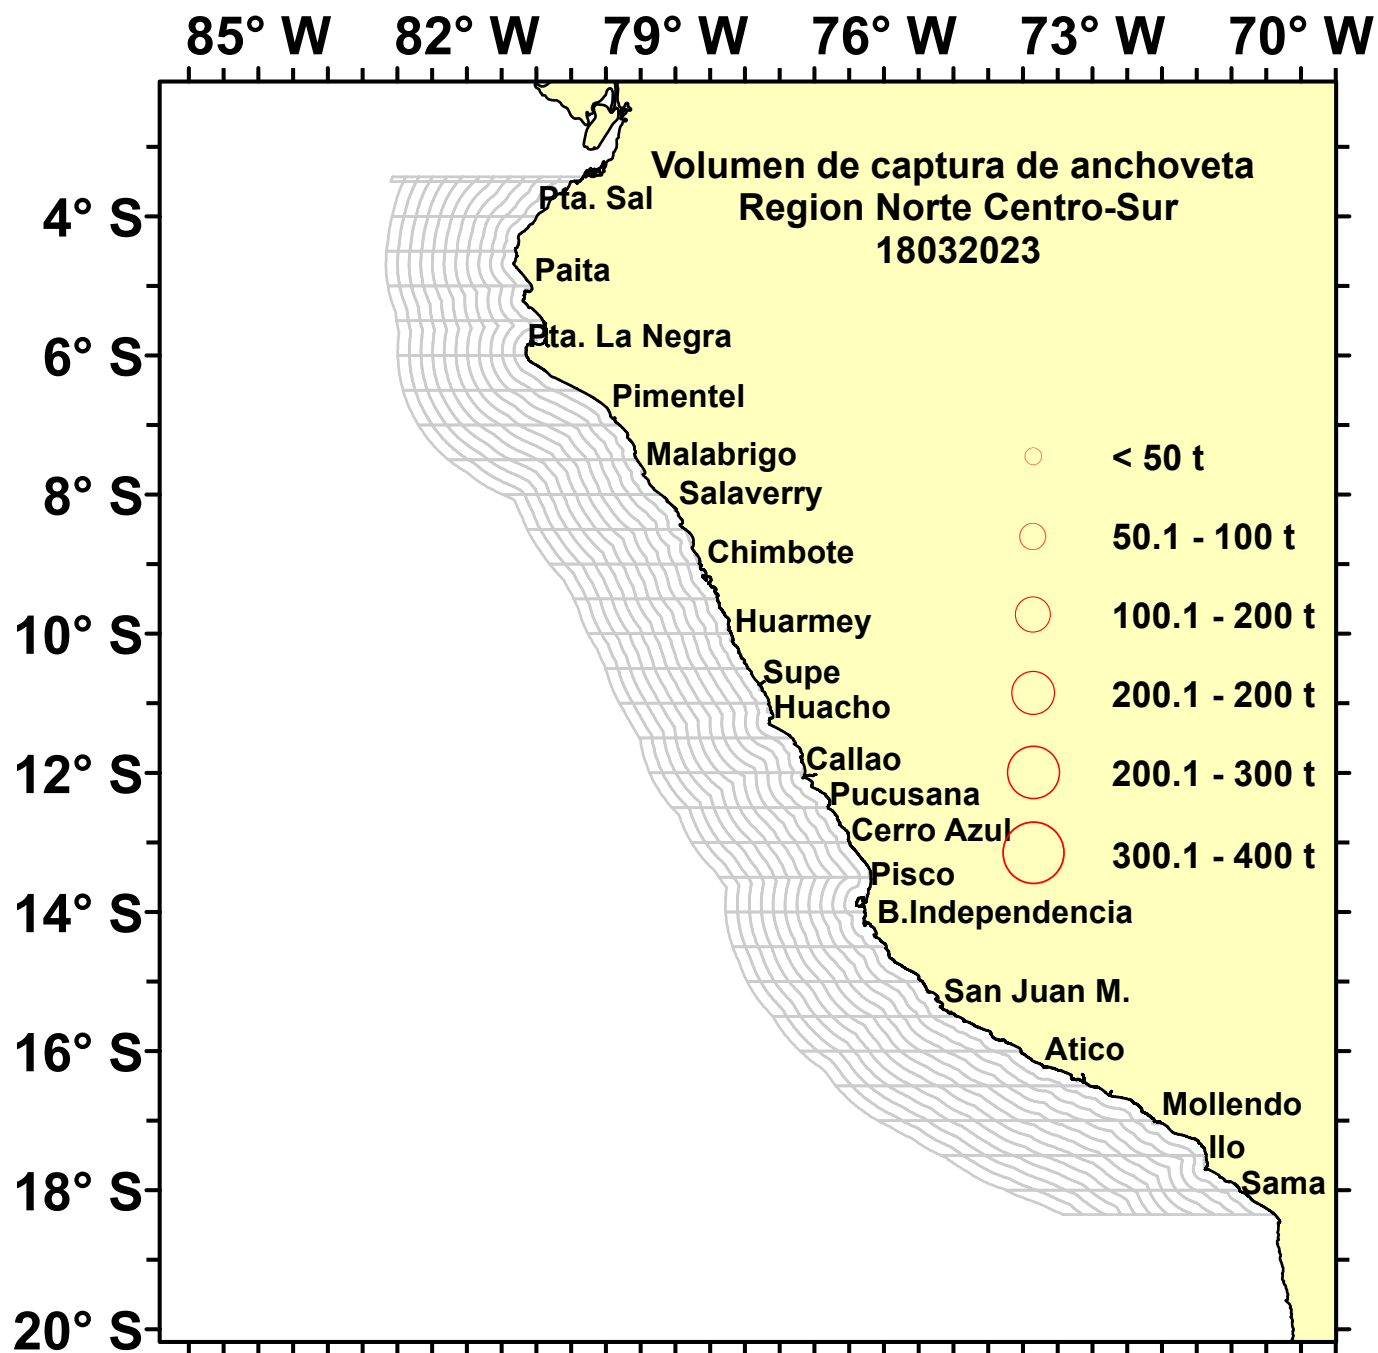 85° W 82° W 79° W 76° W 73° W 70° W
Volumen de captura de anchoveta
Region Norte Centro-Sur
18032023
4° S
6° S
8° S
10° S
12° S
14° S
16° S
18° S
20° S
Pta. Sal
Paita
Pta. La Negra
Pimentel
Malabrigo
Salaverry
Chimbote
Huarmey
Supe
Huacho
Callao
Pucusana
Cerro Azul
Pisco
B.Independencia
San Juan M.
Atico
Mollendo
Ilo
Sama
< 50 t
50.1 - 100 t
100.1 - 200 t
200.1 - 200 t
200.1 - 300 t
300.1 - 400 t